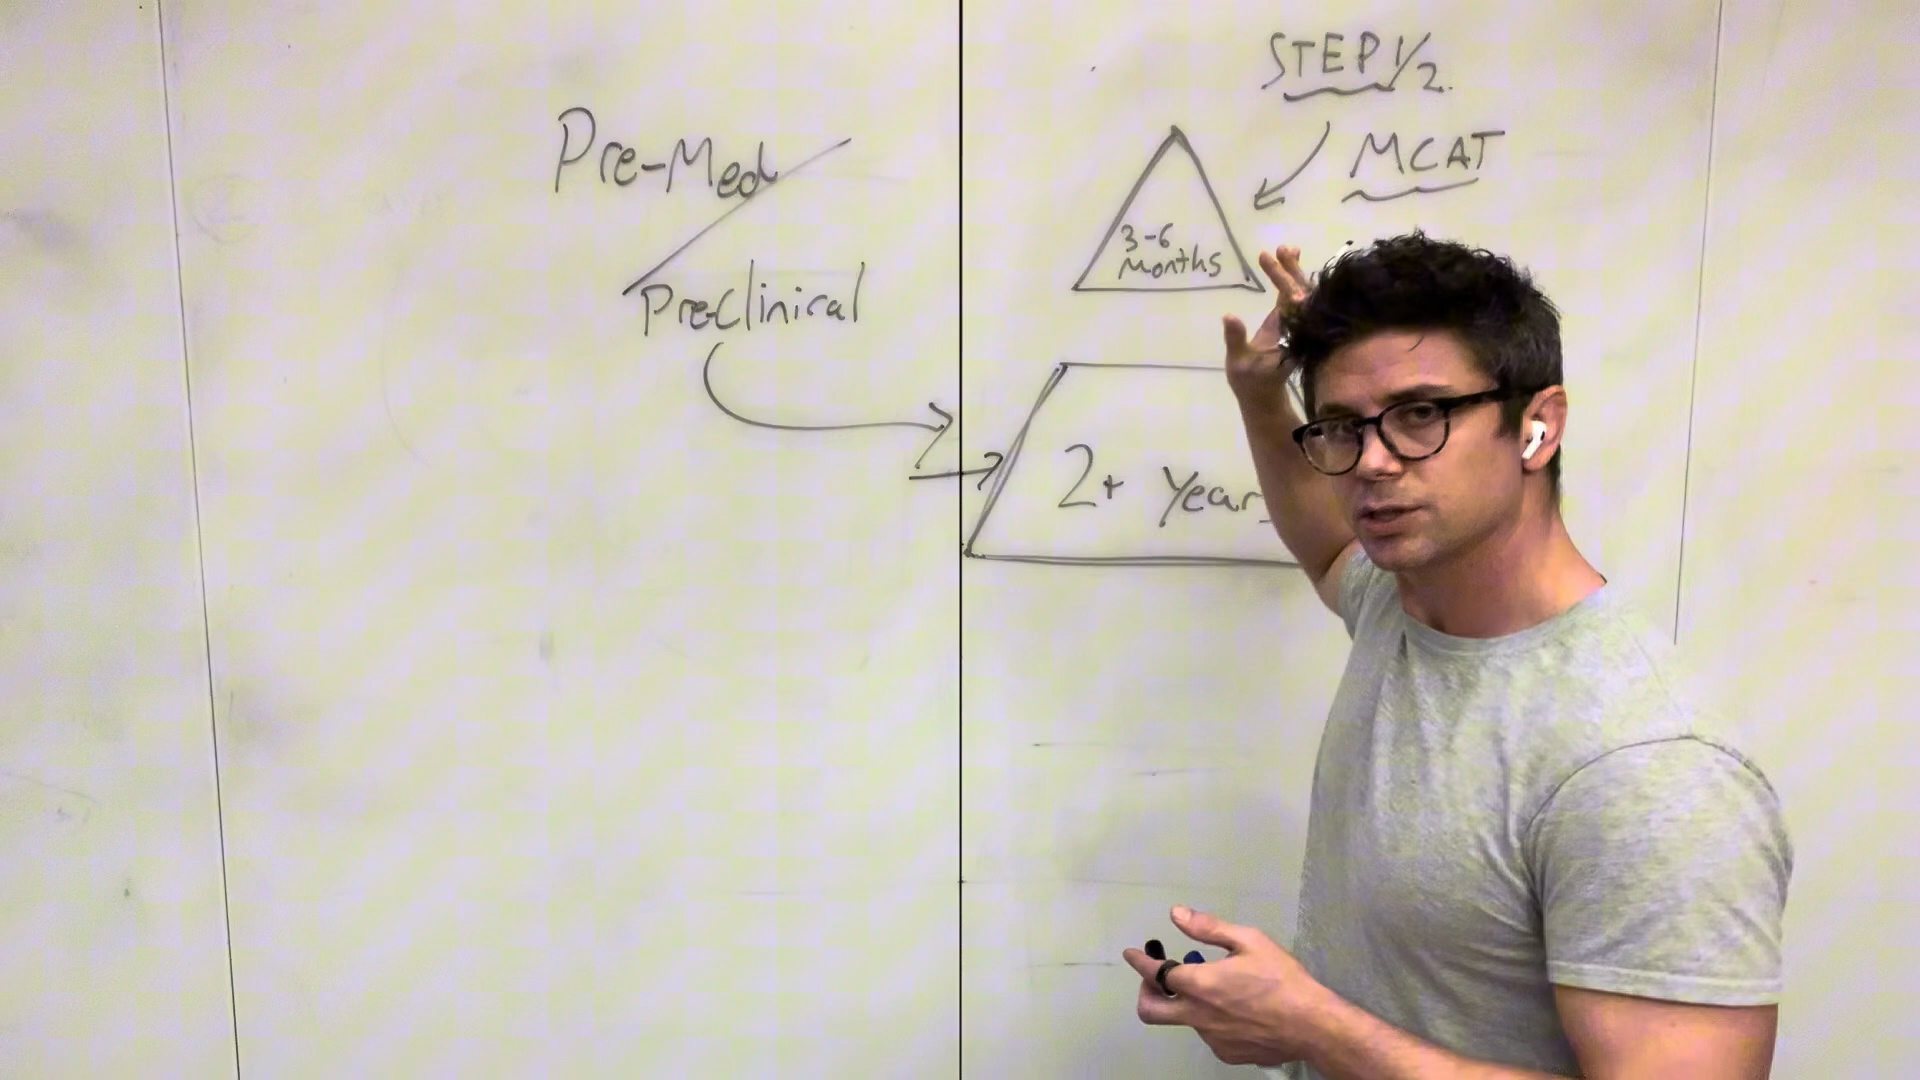 Pre-Med
PreClinical
STEP 1/2
MCAT
3-6
Months
2+ Years